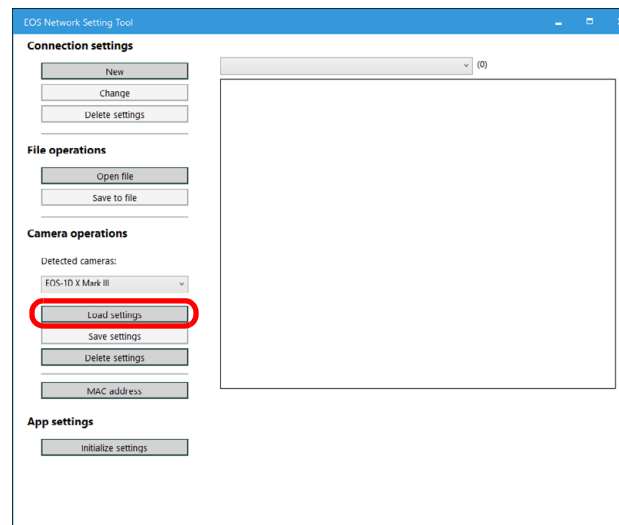 EOS Network Setting Tool
Connection settings
New
(0)
Change
Delete settings
File operations
Open file
Save to file
Camera operations
Detected cameras:
EOS-1D X Mark III
Load settings
Save settings
Delete settings
MAC address
App settings
Initialize settings